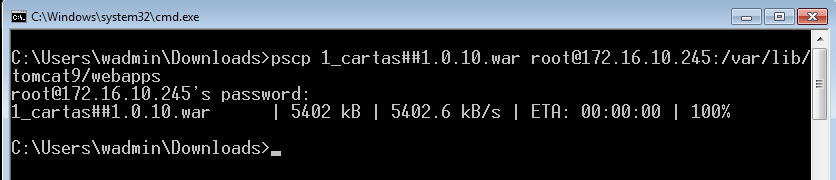 C:\Windows\system32\cmd.exe
C:\Users\wadmin\Downloads>pscp 1_cartas##1.0.10.war root@172.16.10.245:/var/lib/
tomcat9/webapps
root@172.16.10.245's password:
1_cartas##1.0.10.war      | 5402 kB | 5402.6 kB/s | ETA: 00:00:00 | 100%
C:\Users\wadmin\Downloads>_